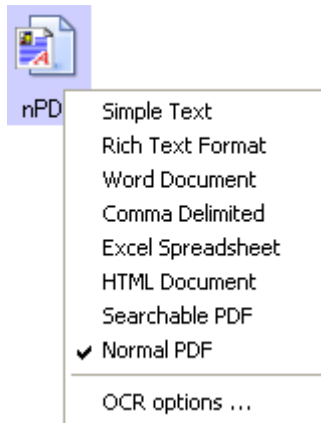 nPD
Simple Text
Rich Text Format
Word Document
Comma Delimited
Excel Spreadsheet
HTML Document
Searchable PDF
Normal PDF
OCR options ...